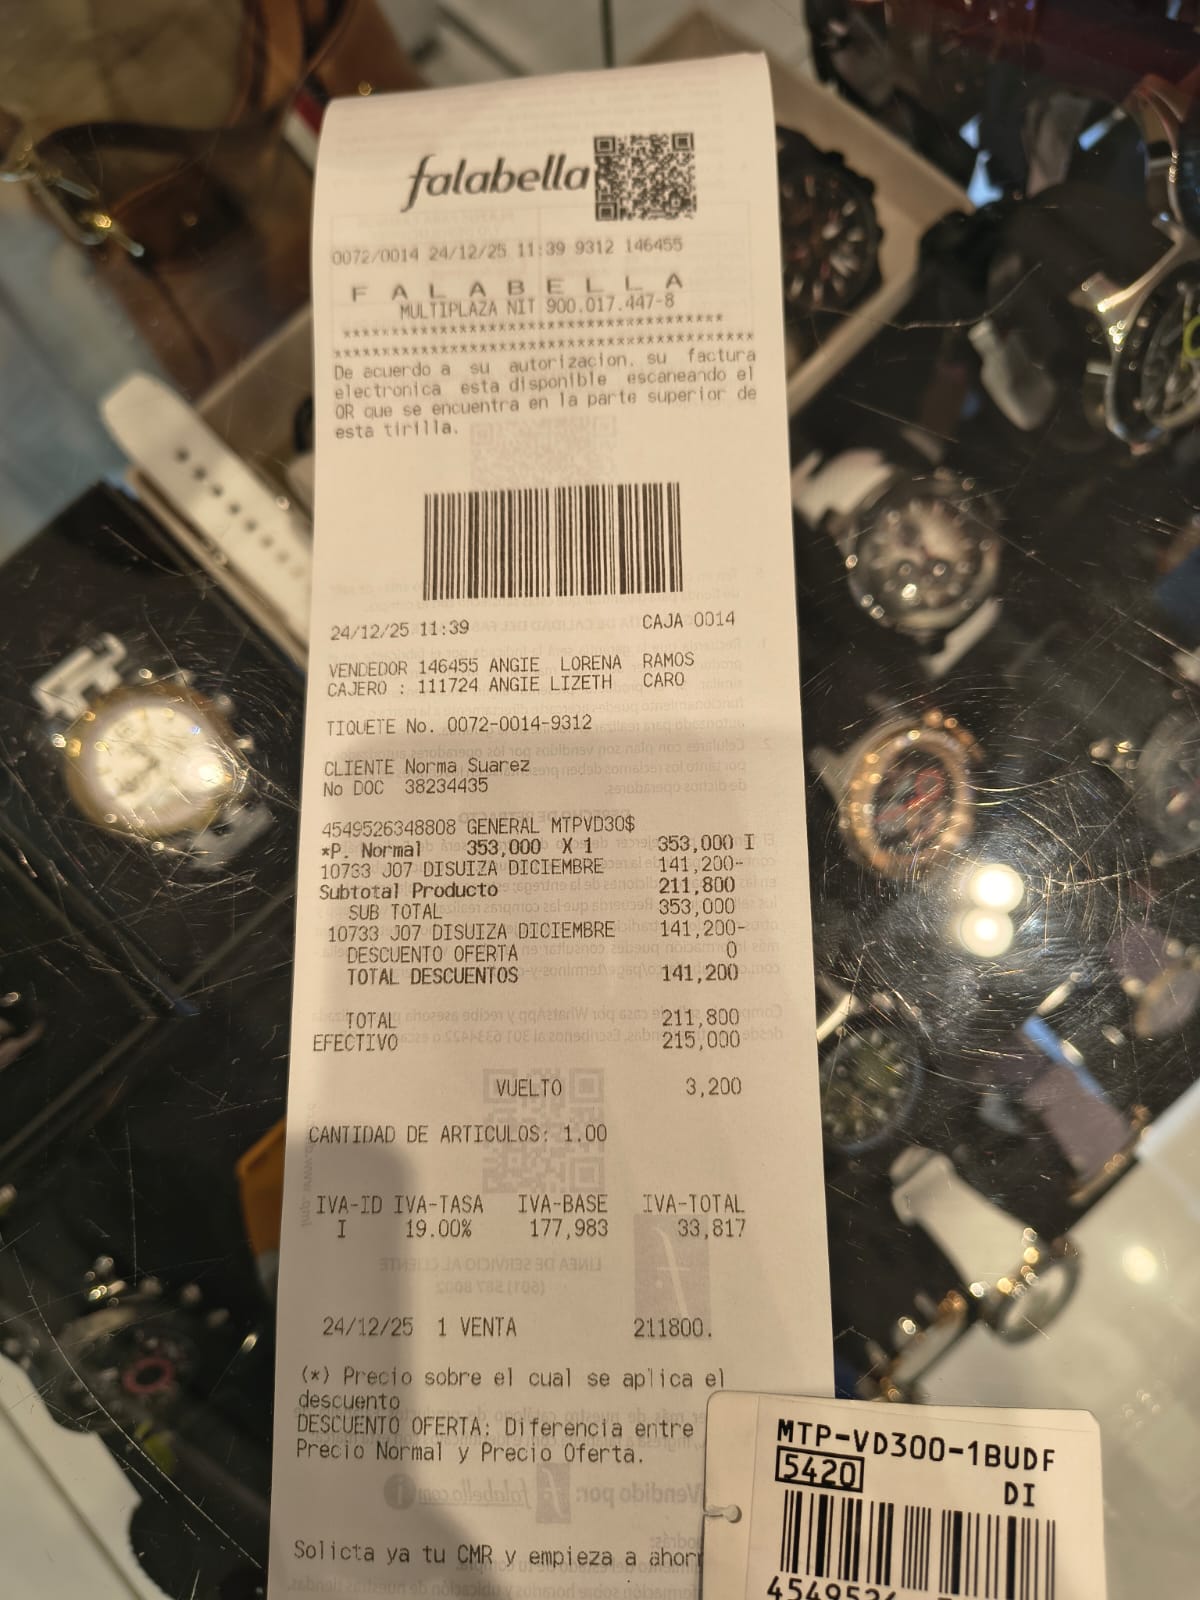 falabella
0072/0014 24/12/25 11:39 9312 146455
F A L A B E L L A
MULTIPLAZA NIT 900.017.447-8
****************************************
********************************************
De acuerdo a su autorizacion, su factura
electronica esta disponible escaneando el
QR que se encuentra en la parte superior de
esta tirilla.
24/12/25 11:39 CAJA 0014
VENDEDOR 146455 ANGIE LORENA RAMOS
CAJERO : 111724 ANGIE LIZETH CARO
TIQUETE No. 0072-0014-9312
CLIENTE Norma Suarez
No DOC 38234435
4549526348808 GENERAL MTPVD30$
*P. Normal 353,000 X 1 353,000 I
10733 J07 DISUIZA DICIEMBRE 141,200-
Subtotal Producto 211,800
SUB TOTAL 353,000
10733 J07 DISUIZA DICIEMBRE 141,200-
DESCUENTO OFERTA 0
TOTAL DESCUENTOS 141,200
TOTAL 211,800
EFECTIVO 215,000
VUELTO 3,200
CANTIDAD DE ARTICULOS: 1.00
IVA-ID IVA-TASA IVA-BASE IVA-TOTAL
I 19.00% 177,983 33,817
24/12/25 1 VENTA 211800.
(*) Precio sobre el cual se aplica el
descuento
DESCUENTO OFERTA: Diferencia entre
Precio Normal y Precio Oferta.
Solicta ya tu CMR y empieza a ahorr
MTP-VD300-1BUDF
5420 DI